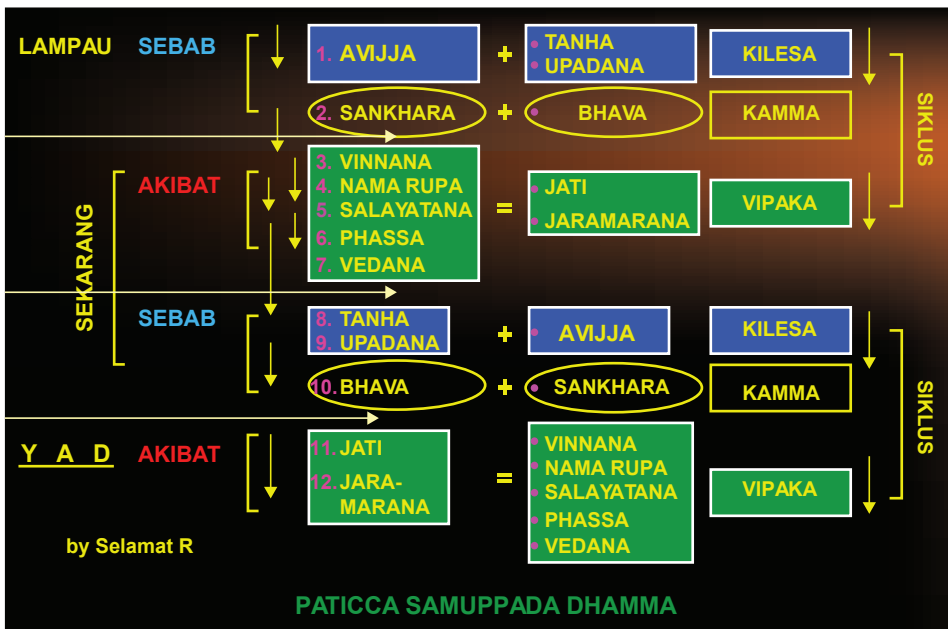 LAMPAU SEBAB
1. AVIJJA + • TANHA
• UPADANA
KILESA
2. SANKHARA + • BHAVA KAMMA
SIKLUS
SEKARANG
AKIBAT
3. VINNANA
4. NAMA RUPA
5. SALAYATANA
6. PHASSA
7. VEDANA
=
• JATI
• JARAMARANA
VIPAKA
SEBAB
8. TANHA
9. UPADANA
+ • AVIJJA
KILESA
10. BHAVA + • SANKHARA KAMMA
SIKLUS
Y A D AKIBAT
11. JATI
12. JARA-
MARANA
=
• VINNANA
• NAMA RUPA
• SALAYATANA
• PHASSA
• VEDANA
VIPAKA
by Selamat R
PATICCA SAMUPPADA DHAMMA